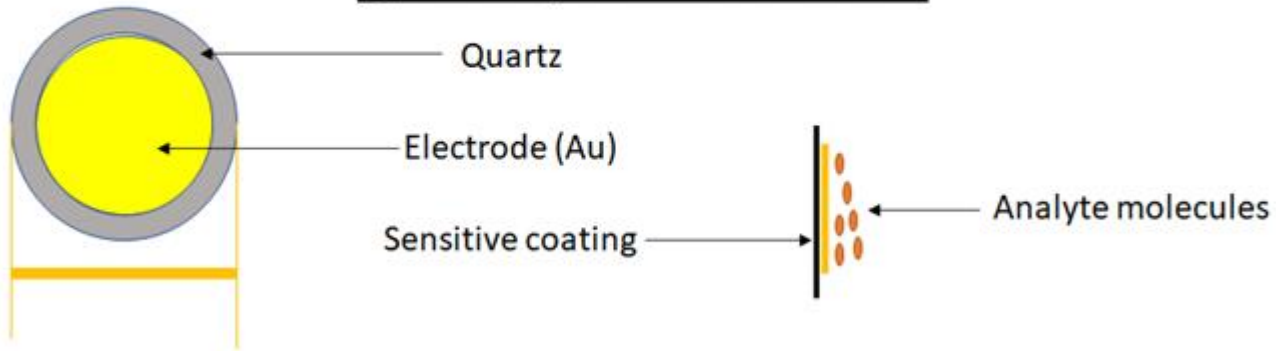 Quartz
Electrode (Au)
Analyte molecules
Sensitive coating